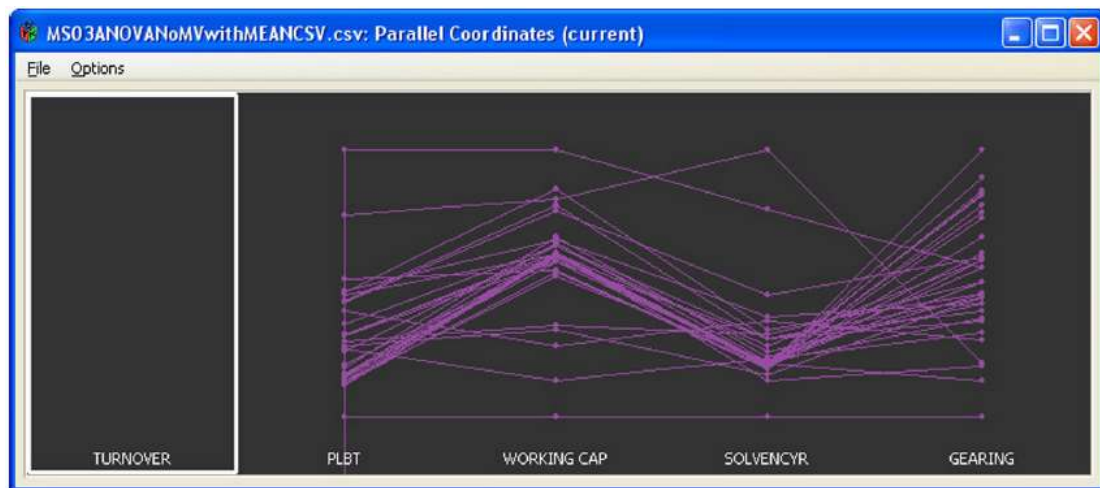 MS03ANOVANoMVwithMEANCSV.csv: Parallel Coordinates (current)
File Options
TURNOVER PLBT WORKING CAP SOLVENCYR GEARING